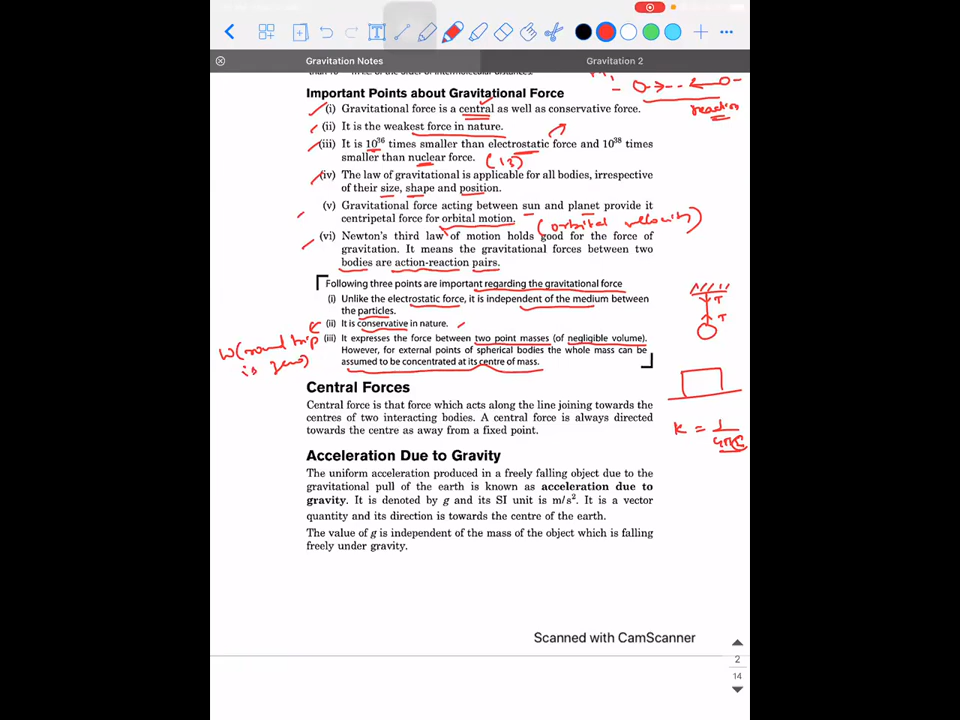 Gravitation Notes
Gravitation 2
Important Points about Gravitational Force
(i) Gravitational force is a central as well as conservative force.
reaction
(ii) It is the weakest force in nature.
(iii) It is 10³⁶ times smaller than electrostatic force and 10³⁸ times
smaller than nuclear force. (13)
(iv) The law of gravitational is applicable for all bodies, irrespective
of their size, shape and position.
(v) Gravitational force acting between sun and planet provide it
centripetal force for orbital motion. (orbital velocity)
(vi) Newton's third law of motion holds good for the force of
gravitation. It means the gravitational forces between two
bodies are action-reaction pairs.
Following three points are important regarding the gravitational force
(i) Unlike the electrostatic force, it is independent of the medium between
the particles.
T
T
(ii) It is conservative in nature.
W(round trip
is zero)
(iii) It expresses the force between two point masses (of negligible volume).
However, for external points of spherical bodies the whole mass can be
assumed to be concentrated at its centre of mass.
Central Forces
Central force is that force which acts along the line joining towards the
centres of two interacting bodies. A central force is always directed
towards the centre as away from a fixed point.
K = 1
Acceleration Due to Gravity
The uniform acceleration produced in a freely falling object due to the
gravitational pull of the earth is known as acceleration due to
gravity. It is denoted by g and its SI unit is m/s². It is a vector
quantity and its direction is towards the centre of the earth.
The value of g is independent of the mass of the object which is falling
freely under gravity.
Scanned with CamScanner
2
14